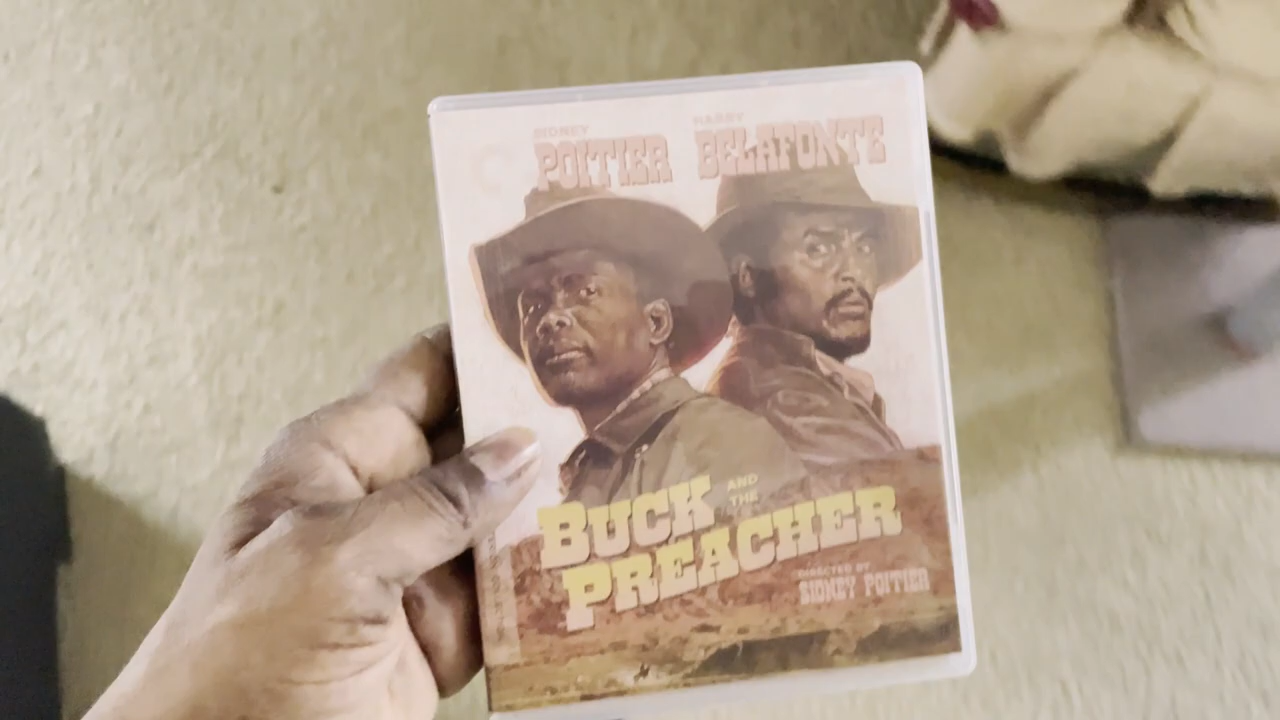 SIDNEY HARRY
POITIER BELAFONTE
BUCK AND THE
PREACHER
DIRECTED BY
SIDNEY POITIER